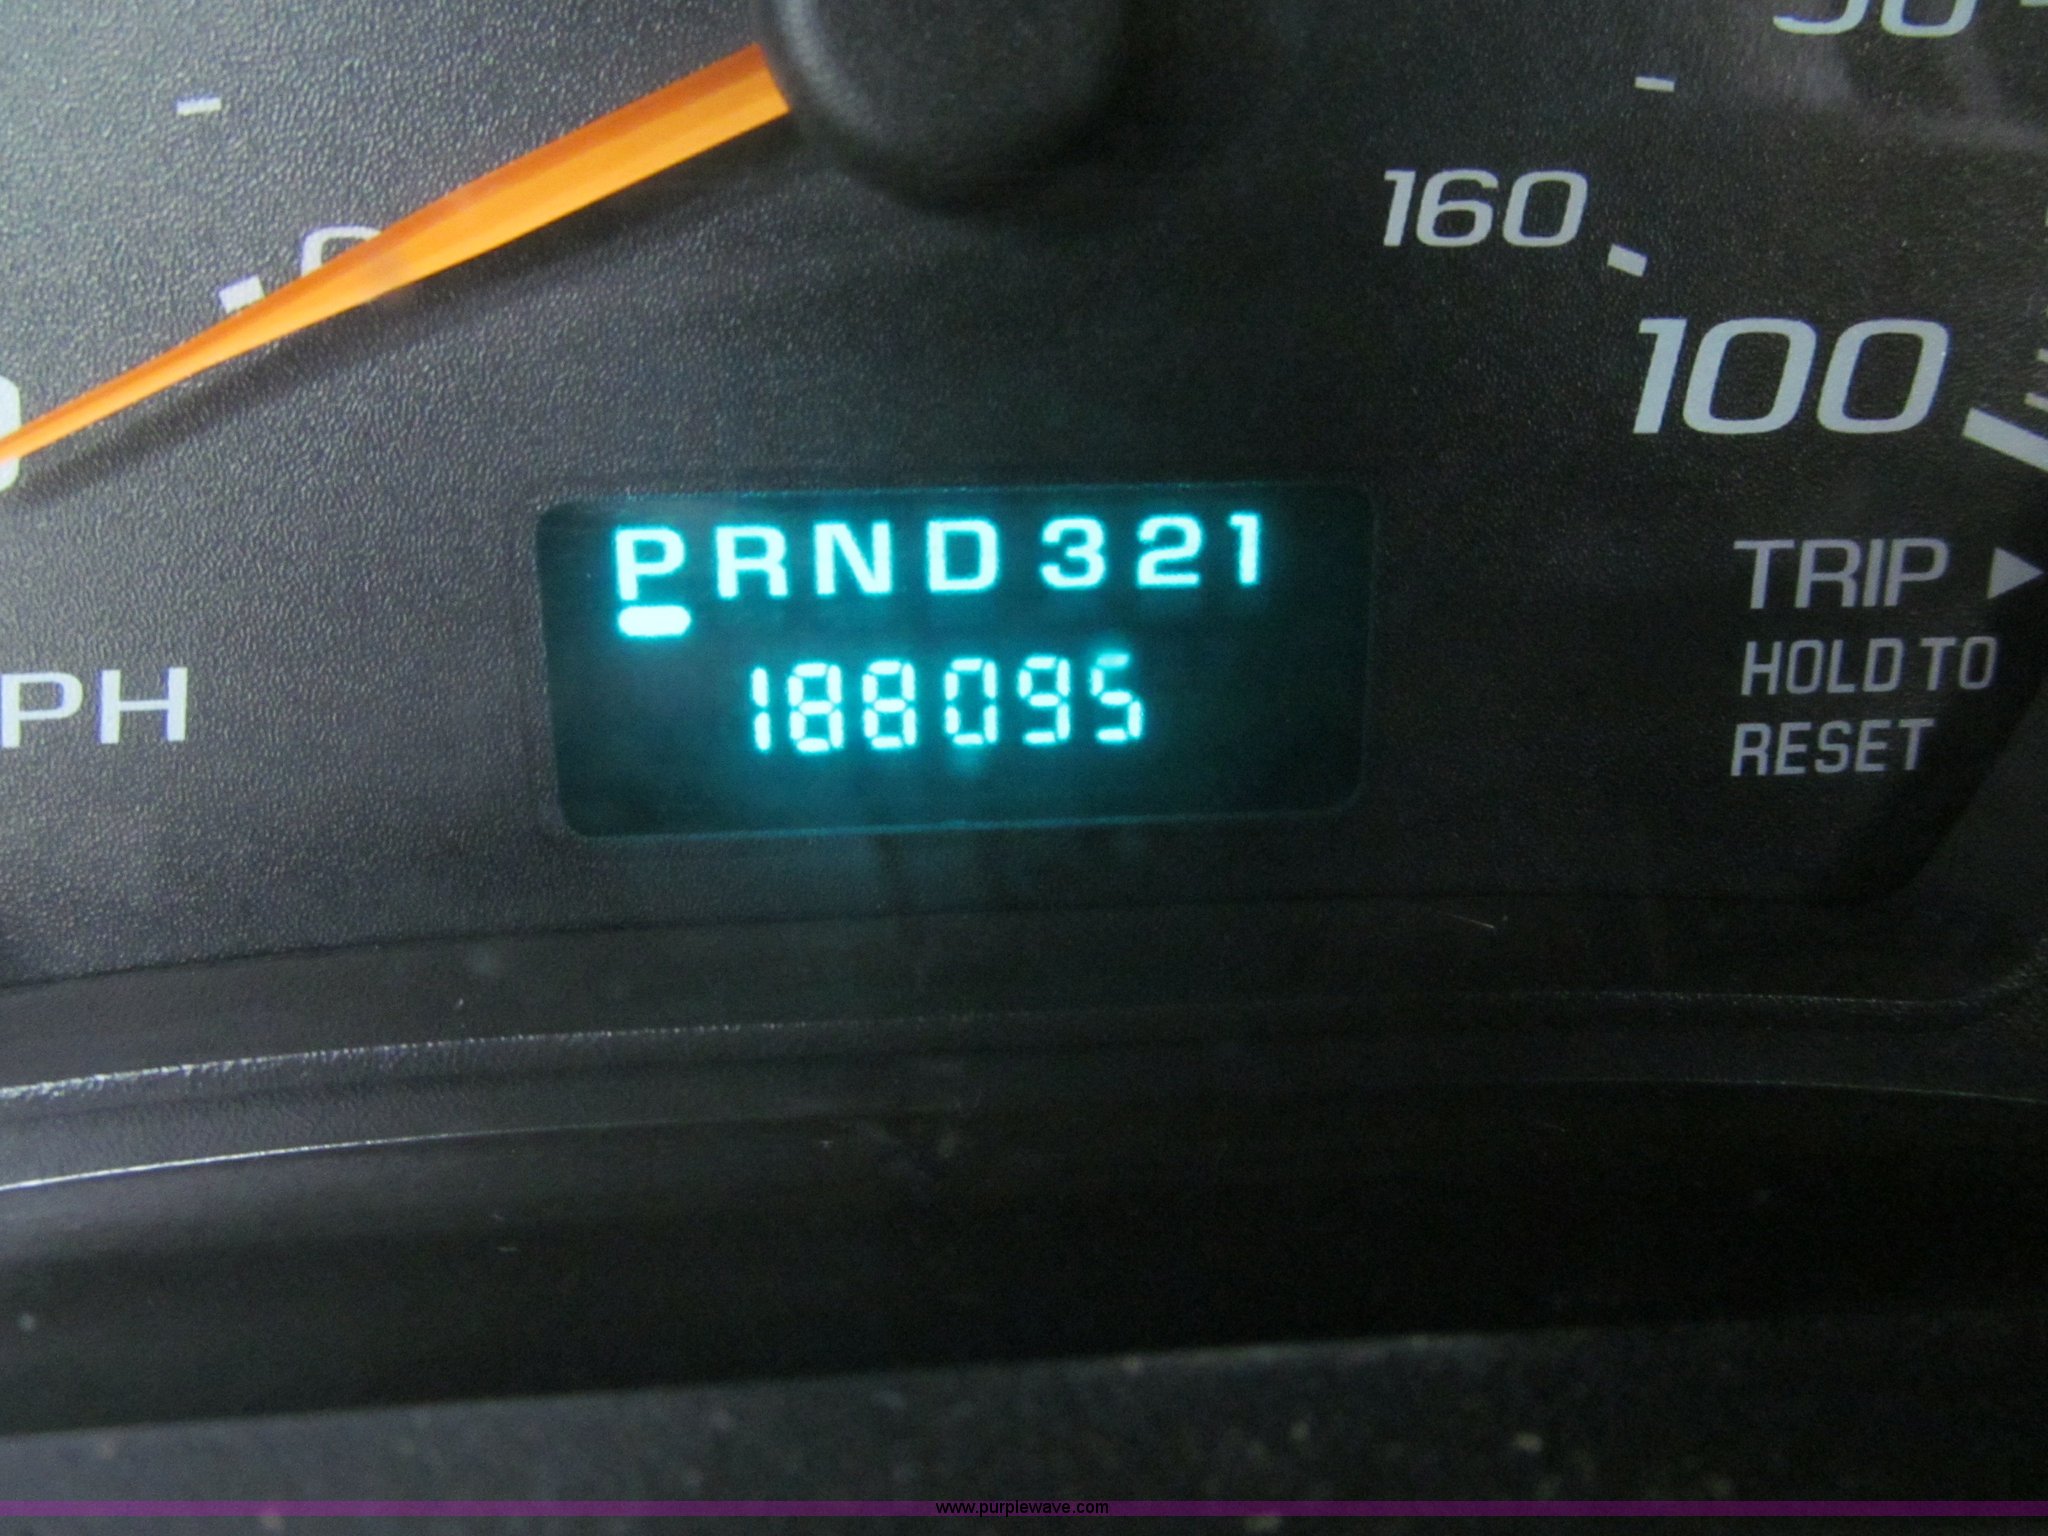 160
100
PRND321
188095
TRIP ▶
HOLD TO
RESET
PH
www.purplewave.com